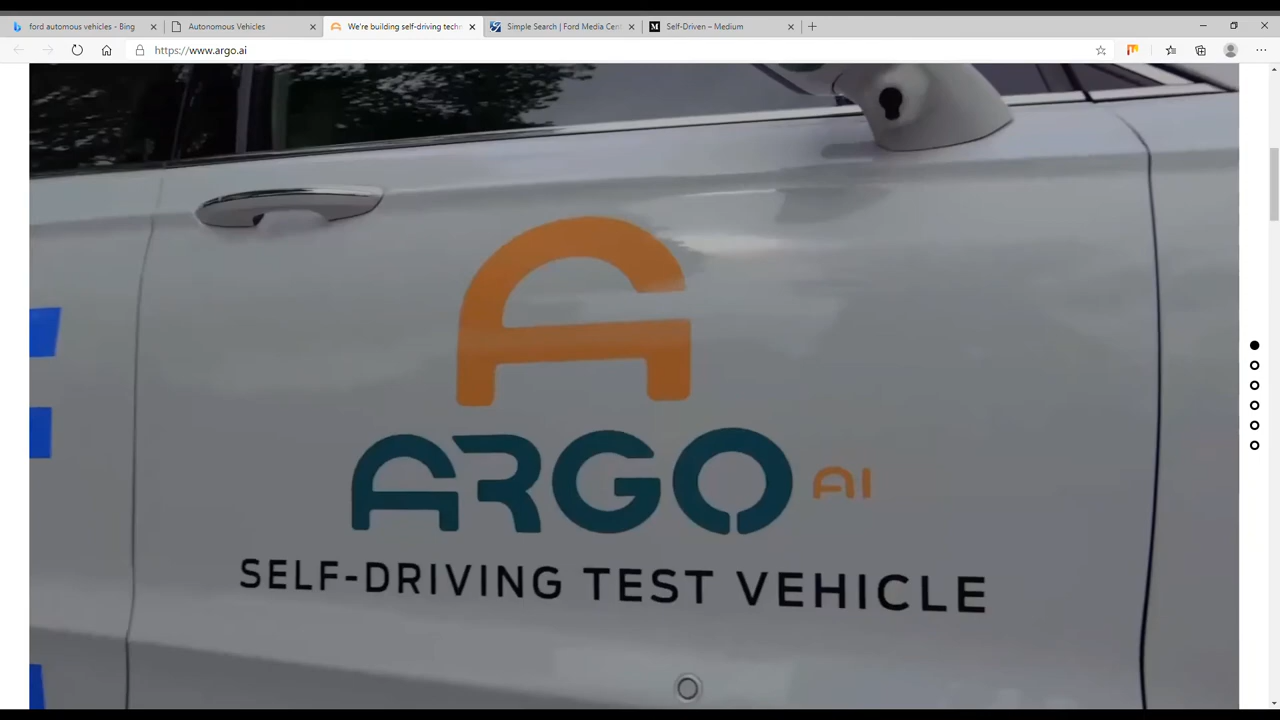 ford automous vehicles - Bing
Autonomous Vehicles
We're building self-driving techn
Simple Search | Ford Media Cent
Self-Driven – Medium
https://www.argo.ai
ARGO AI
SELF-DRIVING TEST VEHICLE